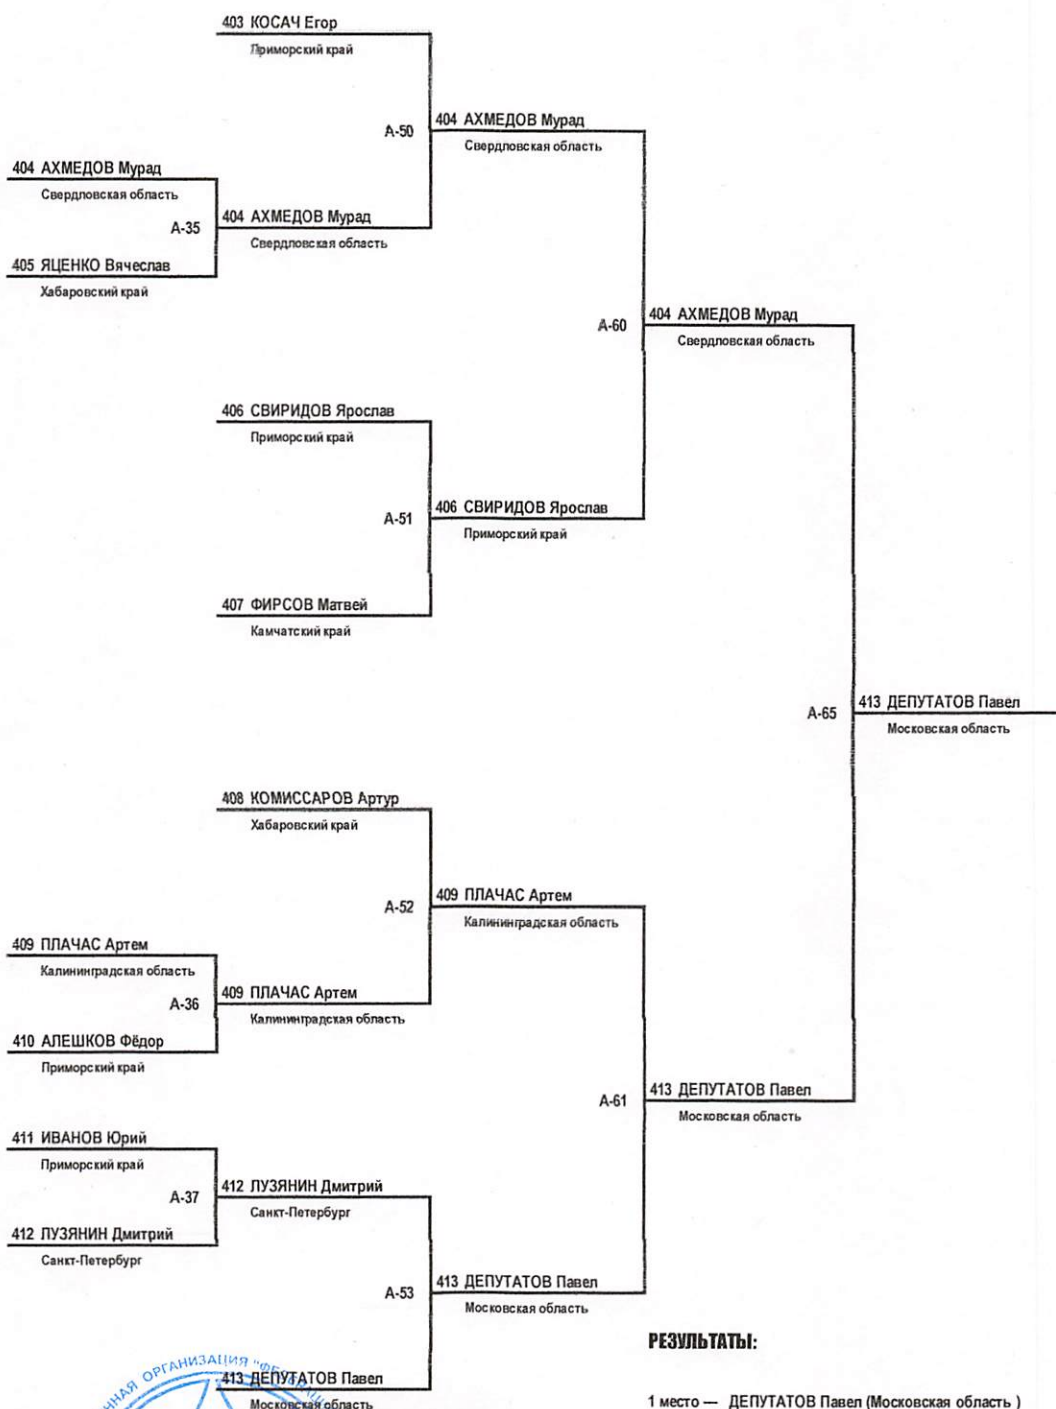 403 КОСАЧ Егор
Приморский край
А-50
404 АХМЕДОВ Мурад
Свердловская область
404 АХМЕДОВ Мурад
Свердловская область
А-35
404 АХМЕДОВ Мурад
Свердловская область
405 ЯЦЕНКО Вячеслав
Хабаровский край
А-60
404 АХМЕДОВ Мурад
Свердловская область
406 СВИРИДОВ Ярослав
Приморский край
А-51
406 СВИРИДОВ Ярослав
Приморский край
407 ФИРСОВ Матвей
Камчатский край
А-65
413 ДЕПУТАТОВ Павел
Московская область
408 КОМИССАРОВ Артур
Хабаровский край
А-52
409 ПЛАЧАС Артем
Калининградская область
409 ПЛАЧАС Артем
Калининградская область
А-36
409 ПЛАЧАС Артем
Калининградская область
410 АЛЕШКОВ Фёдор
Приморский край
А-61
413 ДЕПУТАТОВ Павел
Московская область
411 ИВАНОВ Юрий
Приморский край
А-37
412 ЛУЗЯНИН Дмитрий
Санкт-Петербург
412 ЛУЗЯНИН Дмитрий
Санкт-Петербург
А-53
413 ДЕПУТАТОВ Павел
Московская область
РЕЗУЛЬТАТЫ:
ОРГАНИЗАЦИЯ
413 ДЕПУТАТОВ Павел
Московская область
1 место — ДЕПУТАТОВ Павел (Московская область )